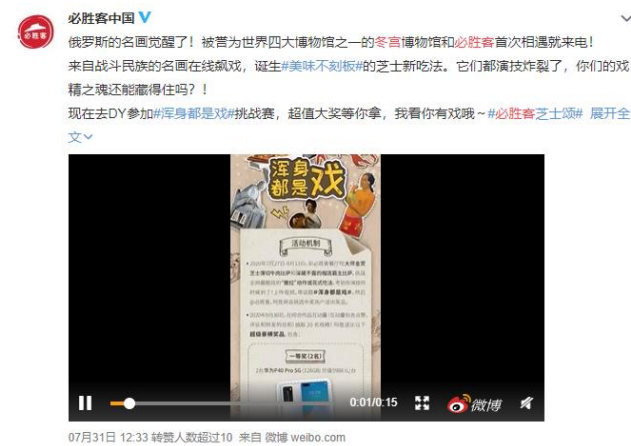 必胜客
必胜客中国
俄罗斯的名画觉醒了！被誉为世界四大博物馆之一的冬宫博物馆和必胜客首次相遇就来电！
来自战斗民族的名画在线飙戏，诞生#美味不刻板#的芝士新吃法。它们都演技炸裂了，你们的戏
精之魂还能藏得住吗？！
现在去DY参加#浑身都是戏#挑战赛，超值大奖等你拿，我看你有戏哦～#必胜客芝士颂# 展开全
文
浑身
都是戏
活动机制
一等奖(2名)
0:01/0:15
微博
07月31日 12:33 转赞人数超过10 来自 微博 weibo.com